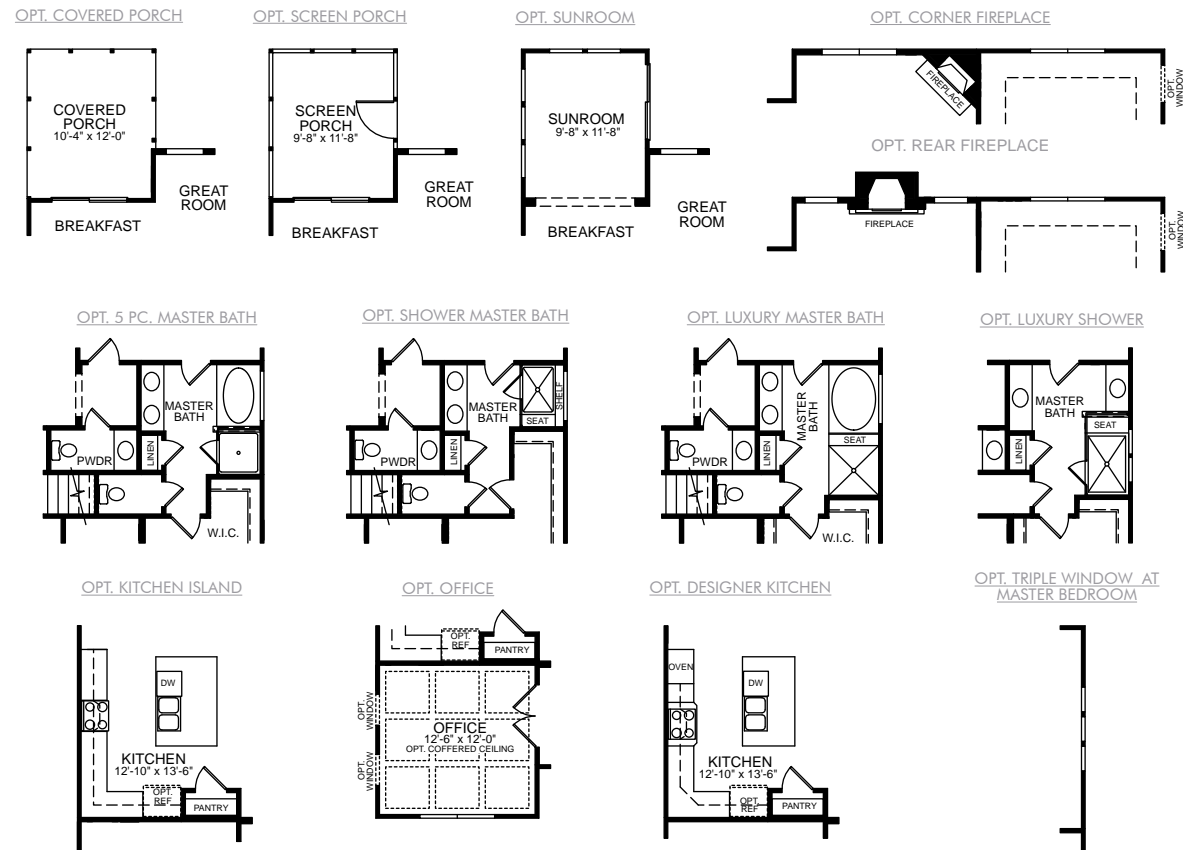 OPT. COVERED PORCH
COVERED
PORCH
10'-4" x 12'-0"
GREAT
ROOM
BREAKFAST
OPT. SCREEN PORCH
SCREEN
PORCH
9'-8" x 11'-8"
GREAT
ROOM
BREAKFAST
OPT. SUNROOM
SUNROOM
9'-8" x 11'-8"
GREAT
ROOM
BREAKFAST
OPT. CORNER FIREPLACE
FIREPLACE
OPT.
WINDOW
OPT. REAR FIREPLACE
FIREPLACE
OPT.
WINDOW
OPT. 5 PC. MASTER BATH
MASTER
BATH
PWDR
LINEN
W.I.C.
OPT. SHOWER MASTER BATH
MASTER
BATH
SHELF
SEAT
PWDR
LINEN
OPT. LUXURY MASTER BATH
MASTER
BATH
SEAT
PWDR
LINEN
W.I.C.
OPT. LUXURY SHOWER
MASTER
BATH
SEAT
LINEN
OPT. KITCHEN ISLAND
DW
KITCHEN
12'-10" x 13'-6"
OPT.
REF
PANTRY
OPT. OFFICE
OPT.
REF
PANTRY
OPT.
WINDOW
OFFICE
12'-6" x 12'-0"
OPT. COFFERED CEILING
OPT.
WINDOW
OPT. DESIGNER KITCHEN
OVEN
DW
KITCHEN
12'-10" x 13'-6"
OPT.
REF
PANTRY
OPT. TRIPLE WINDOW AT
MASTER BEDROOM